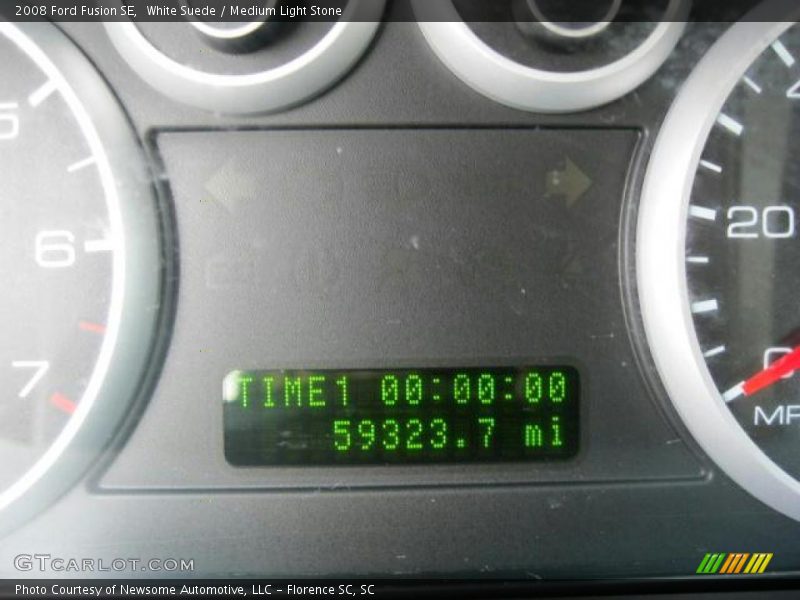 2008 Ford Fusion SE, White Suede / Medium Light Stone
5
6
7
20
0
TIME1 00:00:00
59323.7 mi
GTCARLOT.COM
Photo Courtesy of Newsome Automotive, LLC - Florence SC, SC